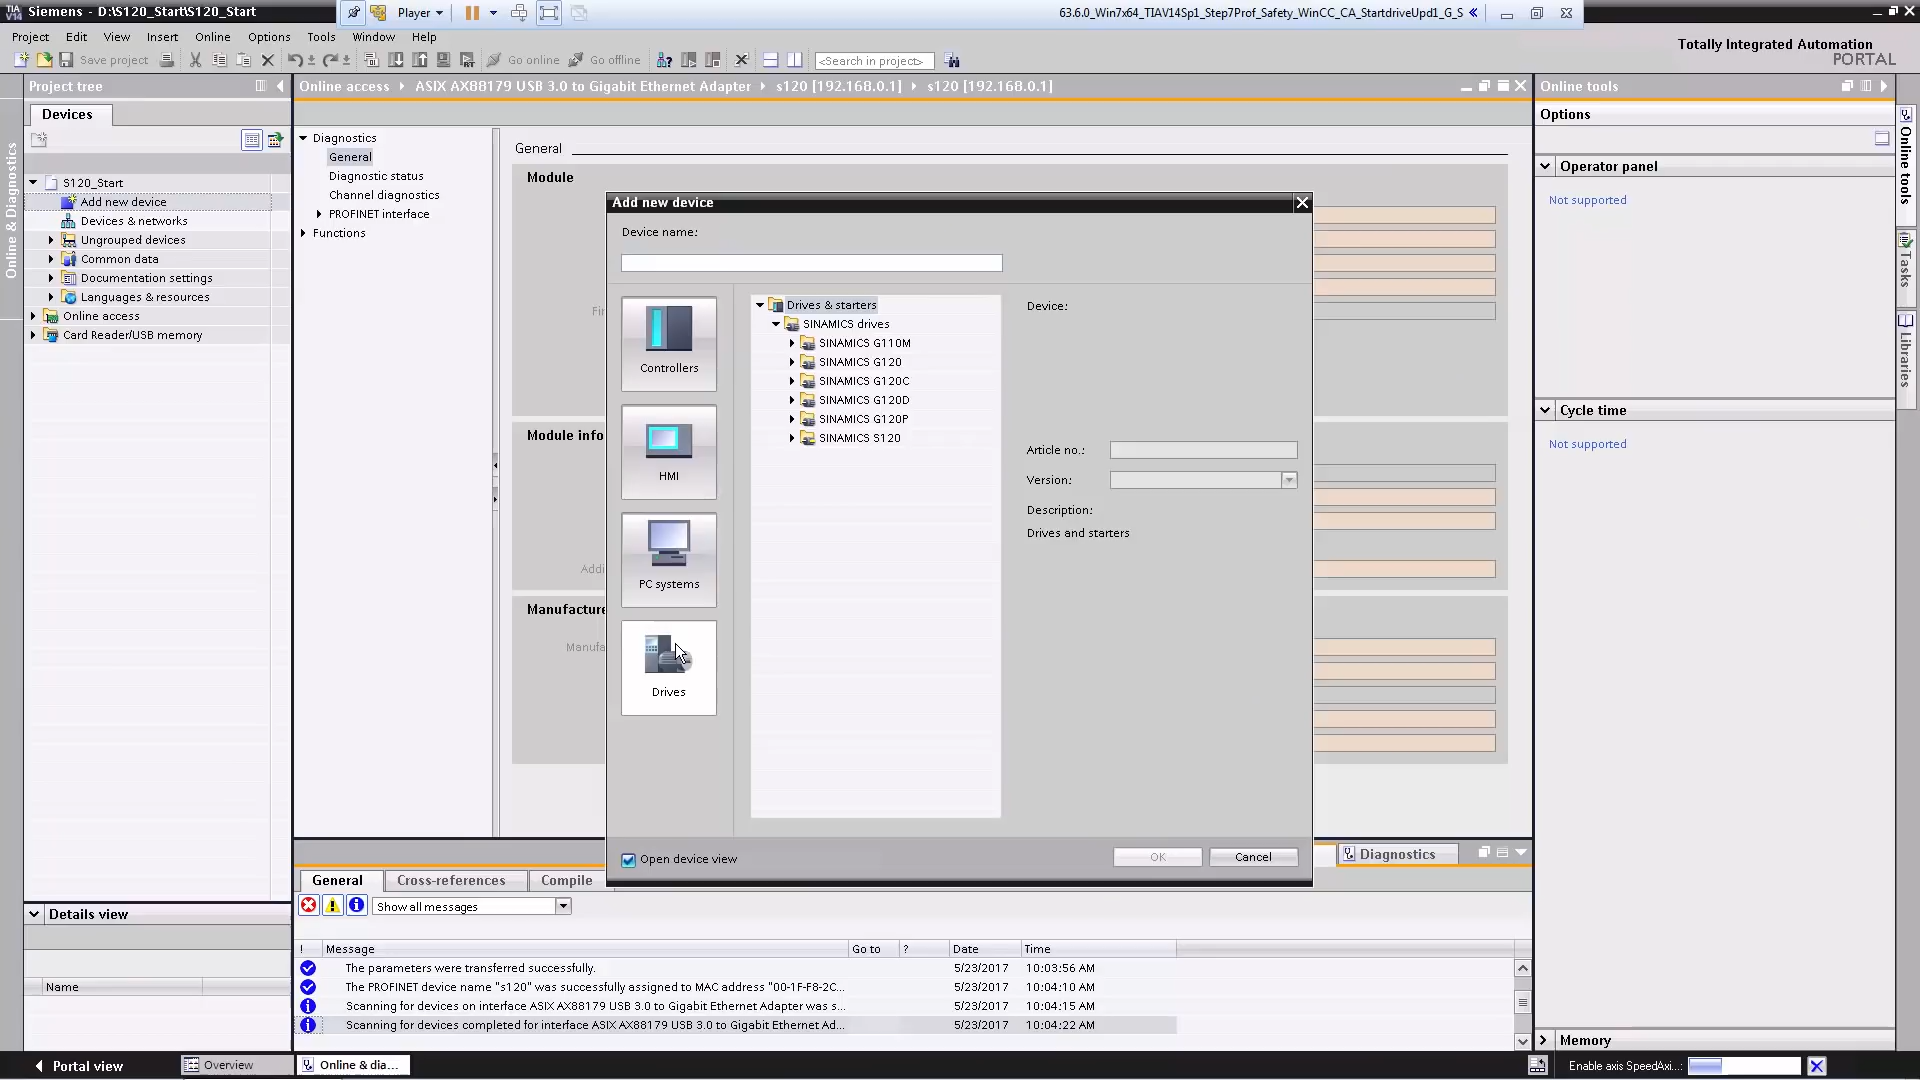 Siemens - D:\S120_Start\S120_Start
Player
63.6.0_Win7x64_TIAV14Sp1_Step7Prof_Safety_WinCC_CA_StartdriveUpd1_G_S
Project Edit View Insert Online Options Tools Window Help
Totally Integrated Automation
PORTAL
Save project
Go online
Go offline
<Search in project>
Project tree
Online access ▸ ASIX AX88179 USB 3.0 to Gigabit Ethernet Adapter ▸ s120 [192.168.0.1] ▸ s120 [192.168.0.1]
Online tools
Devices
Options
Online & Diagnostics
S120_Start
Add new device
Devices & networks
Ungrouped devices
Common data
Documentation settings
Languages & resources
Online access
Card Reader/USB memory
Diagnostics
General
Diagnostic status
Channel diagnostics
PROFINET interface
Functions
General
Module
Module info
Manufacture
Manufa
Add new device
Device name:
Controllers
HMI
PC systems
Drives
Drives & starters
SINAMICS drives
SINAMICS G110M
SINAMICS G120
SINAMICS G120C
SINAMICS G120D
SINAMICS G120P
SINAMICS S120
Device:
Article no.:
Version:
Description:
Drives and starters
Open device view
OK
Cancel
Operator panel
Not supported
Cycle time
Not supported
Memory
Online tools
Tasks
Libraries
Diagnostics
General
Cross-references
Compile
Show all messages
! Message Go to ? Date Time
The parameters were transferred successfully. 5/23/2017 10:03:56 AM
The PROFINET device name "s120" was successfully assigned to MAC address "00-1F-F8-2C... 5/23/2017 10:04:10 AM
Scanning for devices on interface ASIX AX88179 USB 3.0 to Gigabit Ethernet Adapter was s... 5/23/2017 10:04:15 AM
Scanning for devices completed for interface ASIX AX88179 USB 3.0 to Gigabit Ethernet Ad... 5/23/2017 10:04:22 AM
Details view
Name
Portal view
Overview
Online & dia...
Enable axis SpeedAxi...: